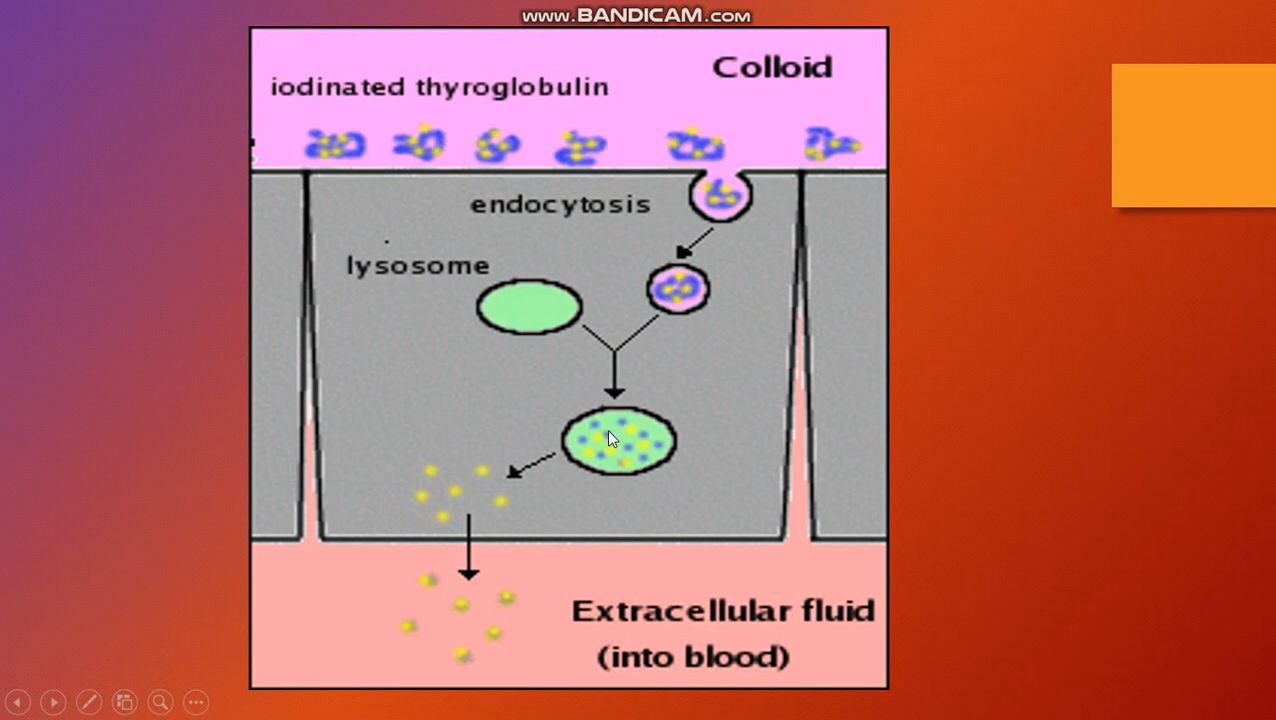 www.BANDICAM.com
Colloid
iodinated thyroglobulin
endocytosis
lysosome
Extracellular fluid
(into blood)